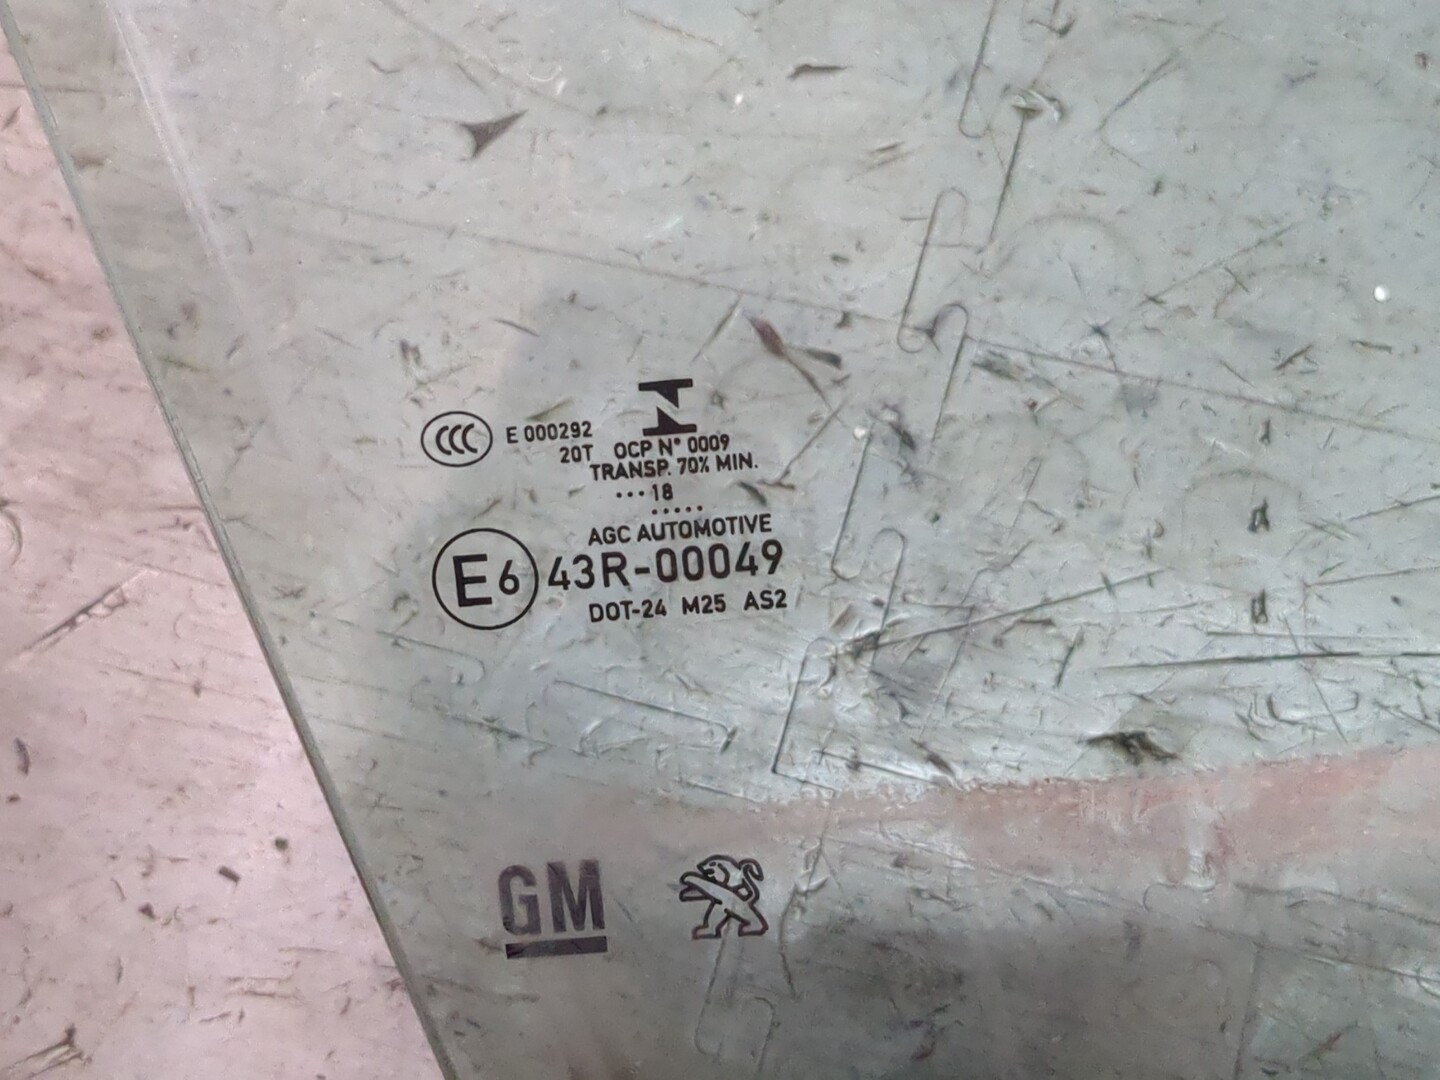 CCC E 000292
20T OCP N° 0009
TRANSP. 70% MIN.
...18
.....
AGC AUTOMOTIVE
E6 43R-00049
DOT-24 M25 AS2
GM